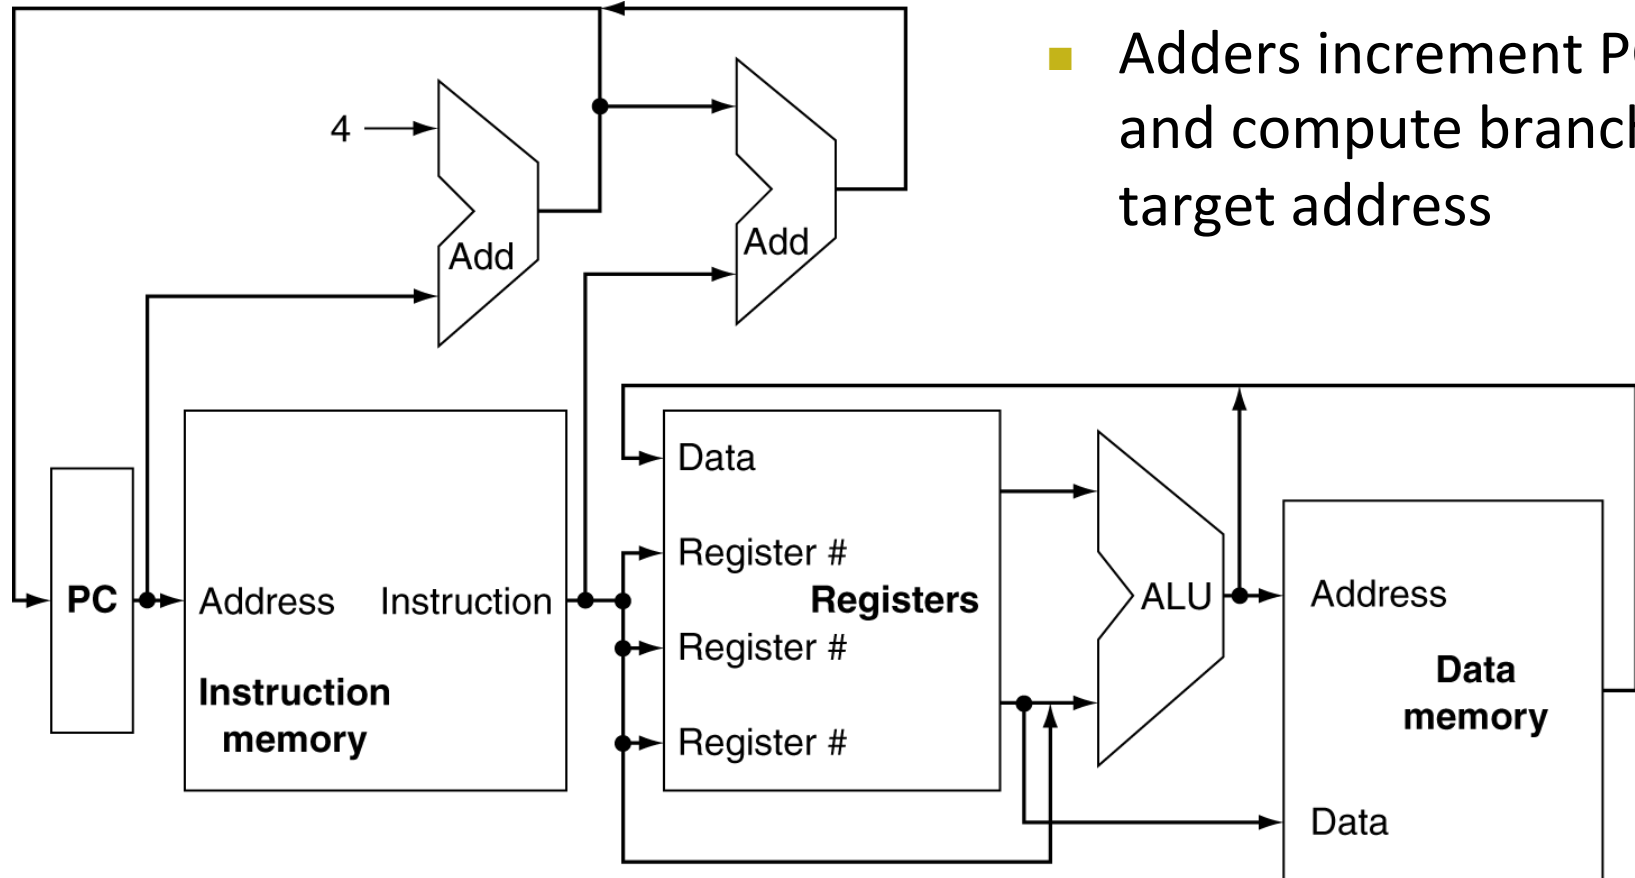 Adders increment P
and compute branch
target address
4
Add
Add
Data
Register #
PC
Address
Instruction
Registers
ALU
Address
Register #
Instruction
memory
Data
memory
Register #
Data